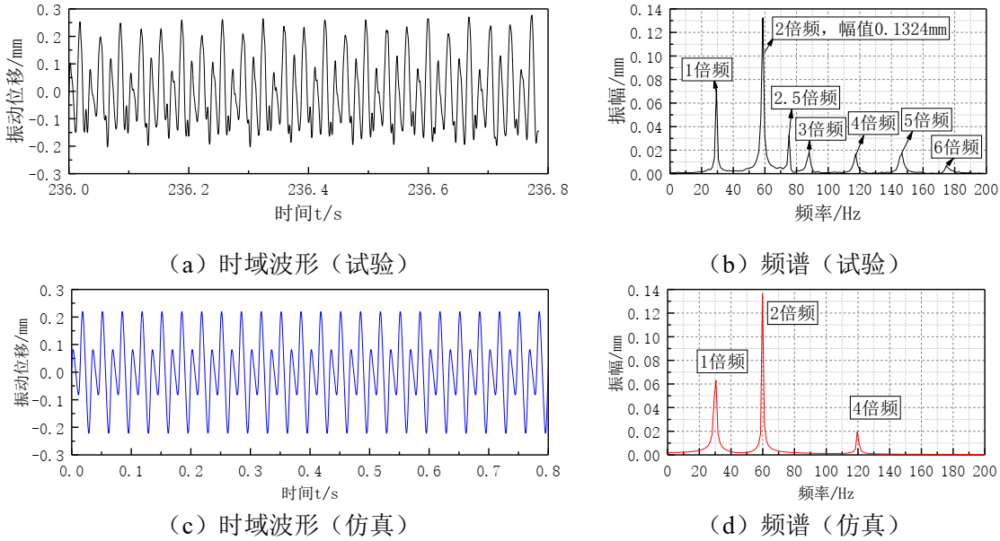 0.3
0.2
0.1
0.0
-0.1
-0.2
-0.3
振动位移/mm
236.0
236.2
236.4
236.6
236.8
时间t/s
（a）时域波形（试验）
0.14
0.12
0.10
0.08
0.06
0.04
0.02
0.00
振幅/mm
2倍频，幅值0.1324mm
1倍频
2.5倍频
3倍频
4倍频
5倍频
6倍频
0 20 40 60 80 100 120 140 160 180 200
频率/Hz
（b）频谱（试验）
0.3
0.2
0.1
0.0
-0.1
-0.2
-0.3
振动位移/mm
0.0 0.1 0.2 0.3 0.4 0.5 0.6 0.7 0.8
时间t/s
（c）时域波形（仿真）
0.14
0.12
0.10
0.08
0.06
0.04
0.02
0.00
振幅/mm
2倍频
1倍频
4倍频
0 20 40 60 80 100 120 140 160 180 200
频率/Hz
（d）频谱（仿真）